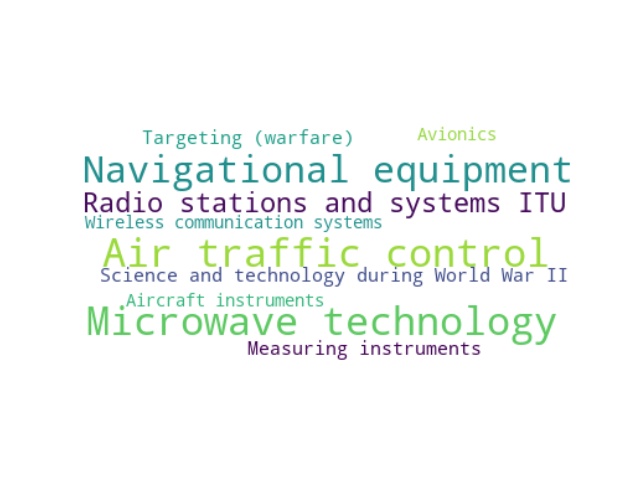 Targeting (warfare)
Avionics
Navigational equipment
Radio stations and systems ITU
Wireless communication systems
Air traffic control
Science and technology during World War II
Aircraft instruments
Microwave technology
Measuring instruments